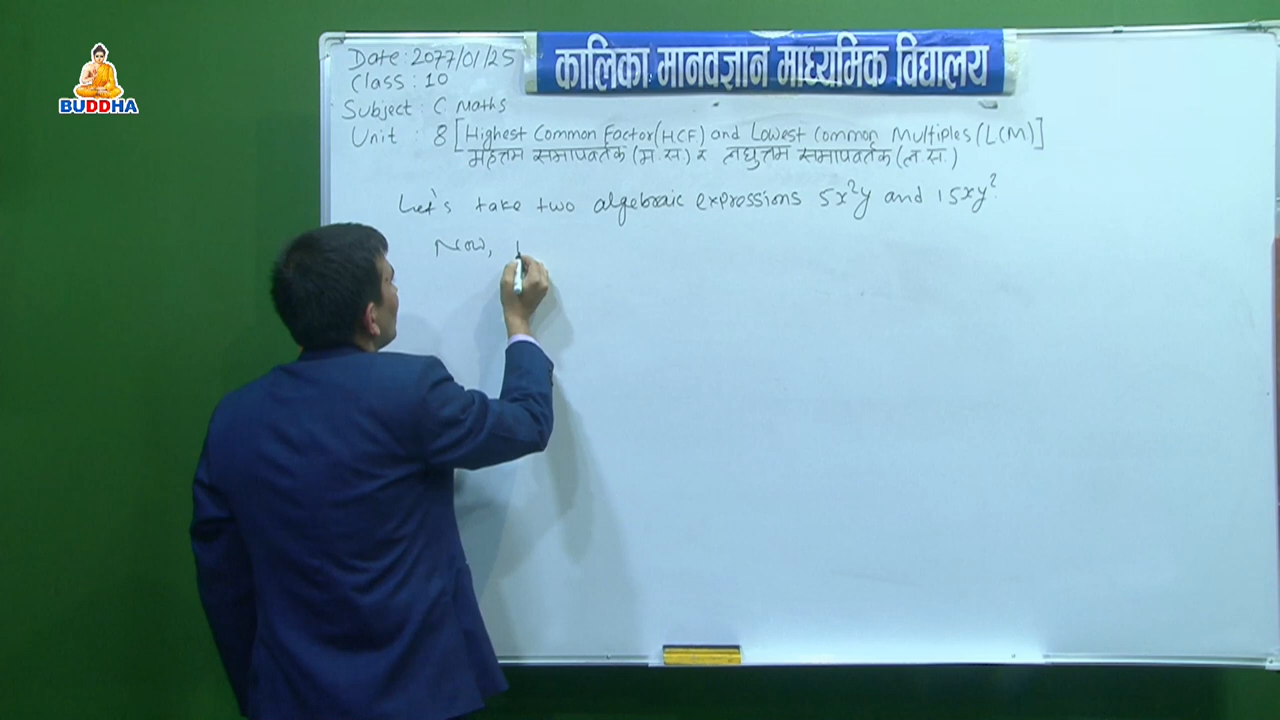 BUDDHA
कालिका मानवज्ञान माध्यमिक विद्यालय
Date : 2077/01/25
Class : 10
Subject : C. Maths
Unit : 8 [Highest Common Factor(HCF) and Lowest Common Multiples (LCM)]
महत्तम समापवर्तक (म.स.) र लघुत्तम समापवर्तक (ल.स.)
Let's take two algebraic expressions 5x²y and 15xy².
Now,